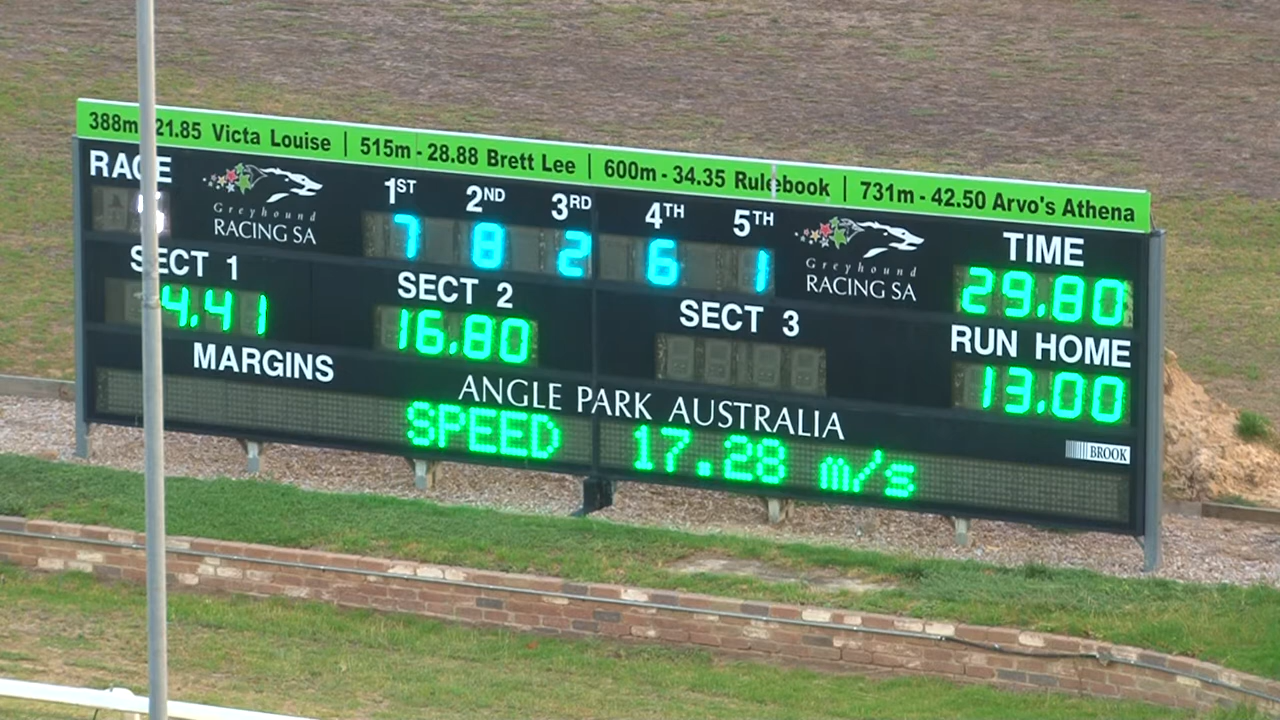 388m 21.85 Victa Louise | 515m - 28.88 Brett Lee | 600m - 34.35 Rulebook | 731m - 42.50 Arvo's Athena
RACE
Greyhound
RACING SA
1ST 2ND 3RD 4TH 5TH
7 8 2 6 1
Greyhound
RACING SA
TIME
29.80
SECT 1
4.41
SECT 2
16.80
SECT 3
RUN HOME
13.00
MARGINS
ANGLE PARK AUSTRALIA
SPEED 17.28 m/s
BROOK